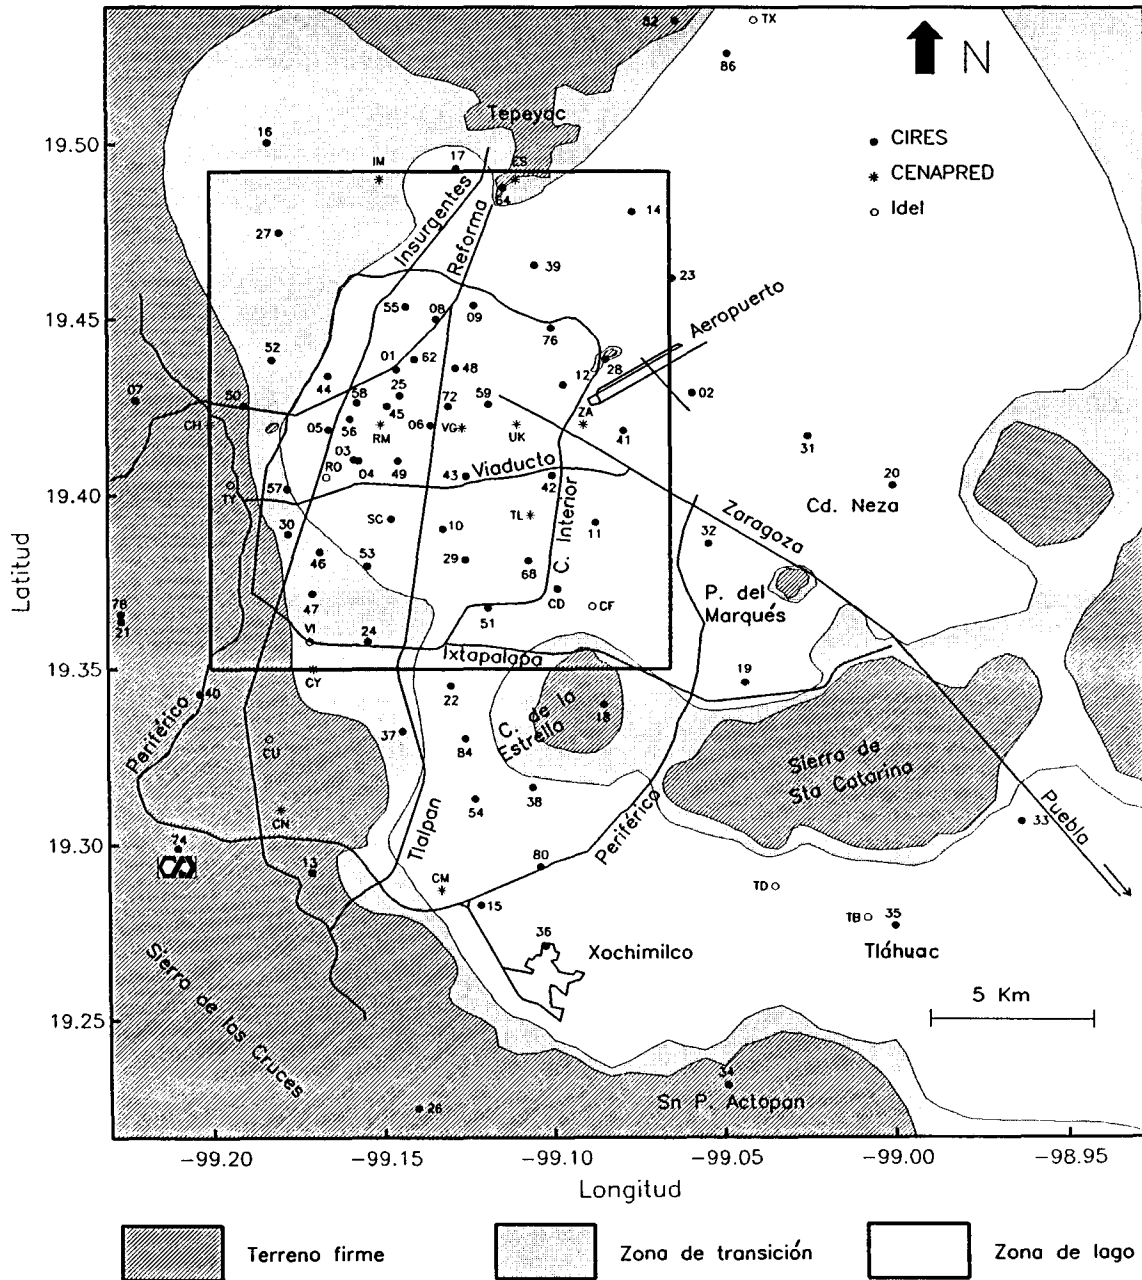 82
TX
86
N
Tepeyac
16
CIRES
IM
17
ES
CENAPRED
64
Idel
Insurgentes
Reforma
14
27
39
23
Aeropuerto
55
08
09
76
52
01
62
48
12
28
07
44
25
02
50
58
45
72
59
ZA
CH
05
56
RM
06
VG
UK
41
31
03
RO
04
49
43
Viaducto
42
20
TY
57
Cd. Neza
SC
10
TL
C. Interior
11
Zaragoza
30
32
46
53
29
68
P. del
Marqués
78
21
47
51
CD
CF
VI
24
Ixtapalapa
CY
19
40
22
18
C. de la
Estrella
Periférico
CU
37
84
Sierra de
Sta Catarina
54
38
Periférico
CN
Tlalpan
33
Puebla
74
13
80
CM
TD
15
TB
35
36
Xochimilco
Tláhuac
Sierra de las Cruces
5 Km
34
Sn P. Actopan
26
19.50
19.45
19.40
19.35
19.30
19.25
Latitud
-99.20
-99.15
-99.10
-99.05
-99.00
-98.95
Longitud
Terreno firme
Zona de transición
Zona de lago